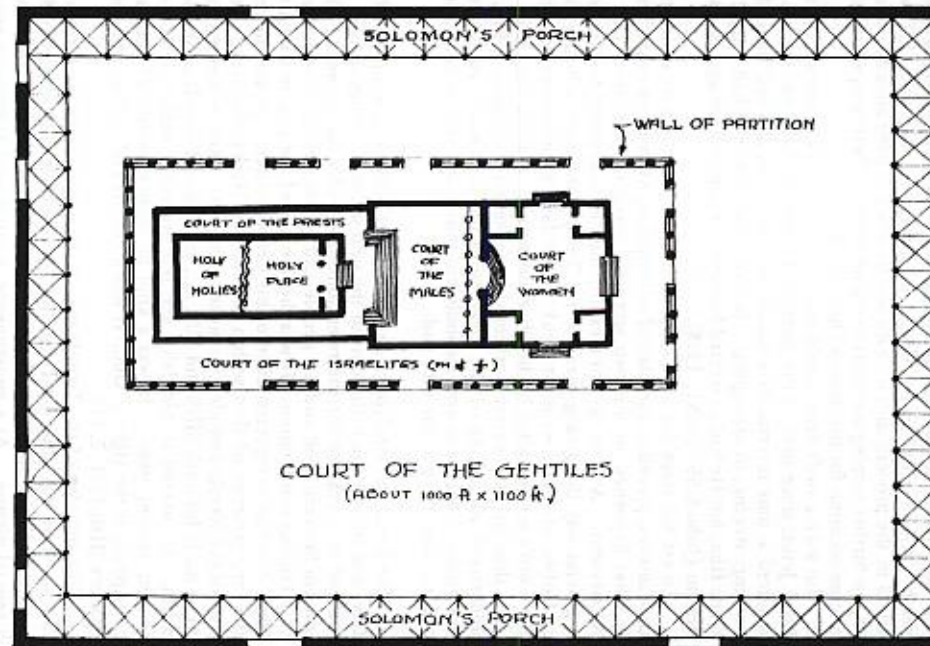 SOLOMON'S PORCH
WALL OF PARTITION
COURT OF THE PRIESTS
HOLY
OF
HOLIES
HOLY
PLACE
COURT
OF
THE
MALES
COURT
OF
THE
WOMEN
COURT OF THE ISRAELITES (M & F)
COURT OF THE GENTILES
(ABOUT 1000 ft x 1100 ft.)
SOLOMON'S PORCH